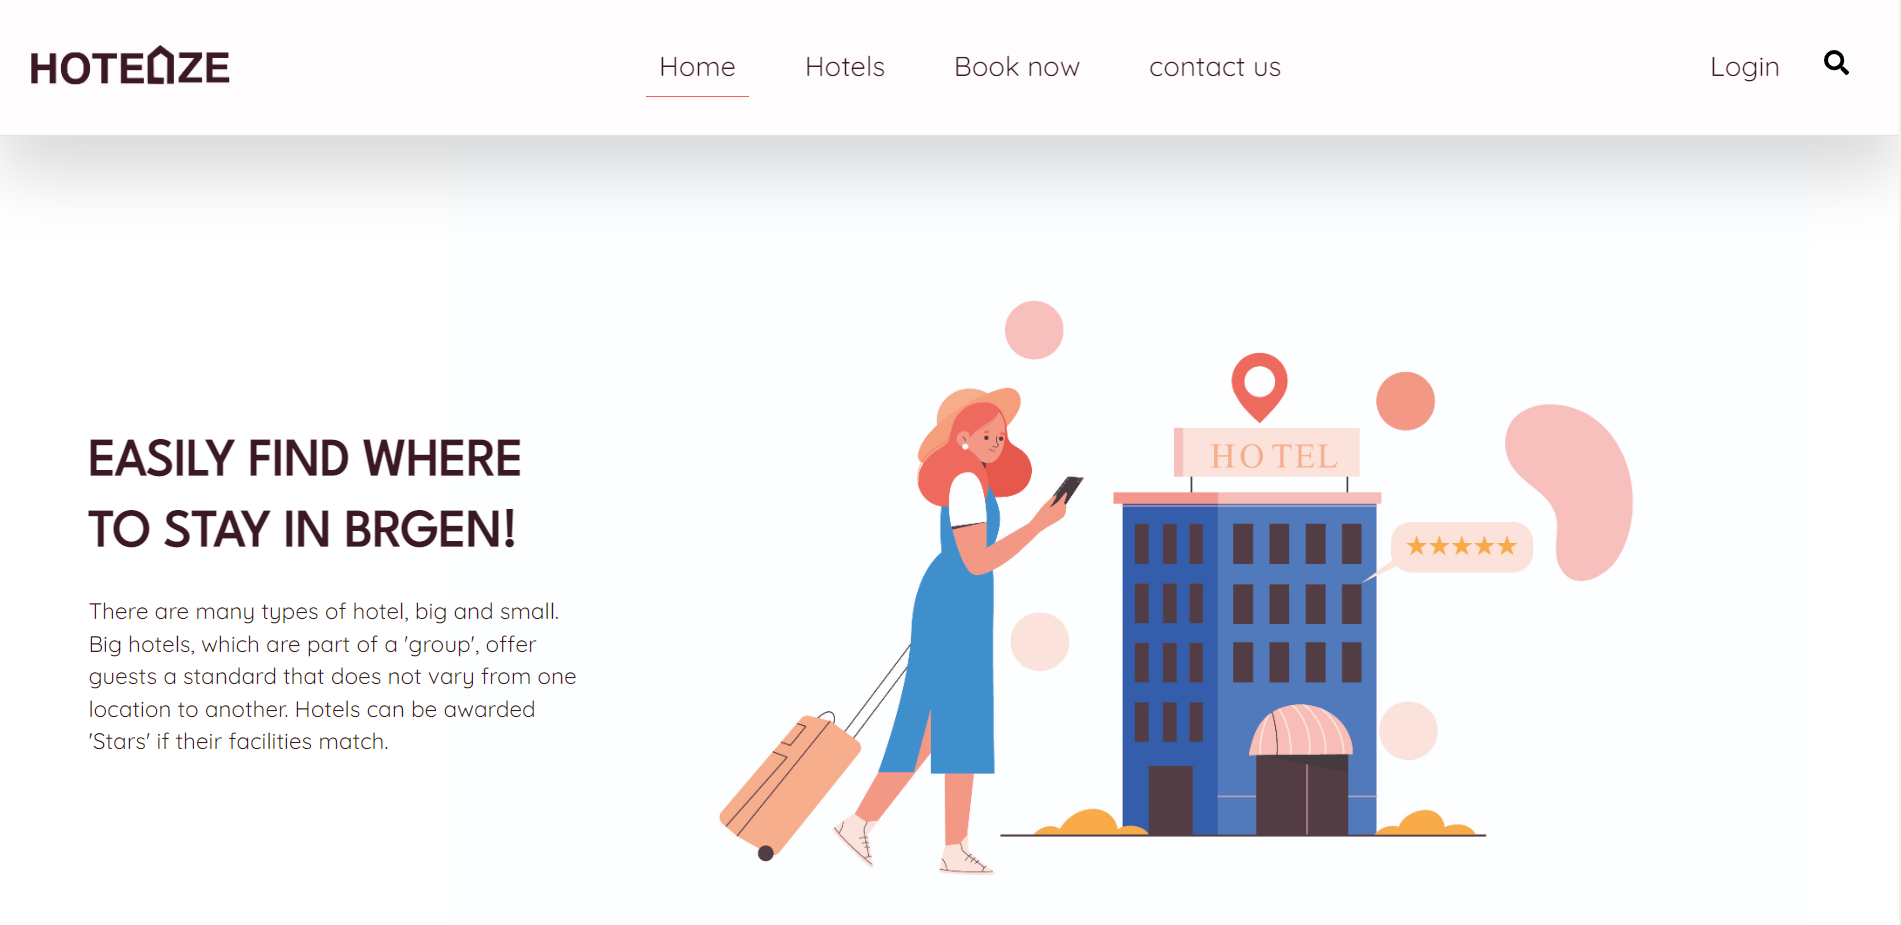 HOTELIZE
Home
Hotels
Book now
contact us
Login
EASILY FIND WHERE
TO STAY IN BRGEN!
There are many types of hotel, big and small.
Big hotels, which are part of a 'group', offer
guests a standard that does not vary from one
location to another. Hotels can be awarded
'Stars' if their facilities match.
HOTEL